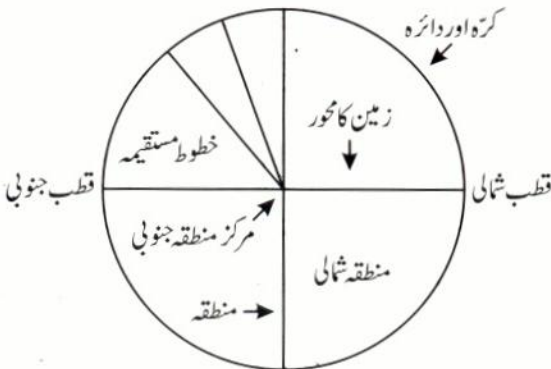 کرّہ اور دائرہ
زمین کا محور
خطوط مستقیمہ
قطب شمالی
قطب جنوبی
مرکز منطقہ جنوبی
منطقہ شمالی
منطقہ